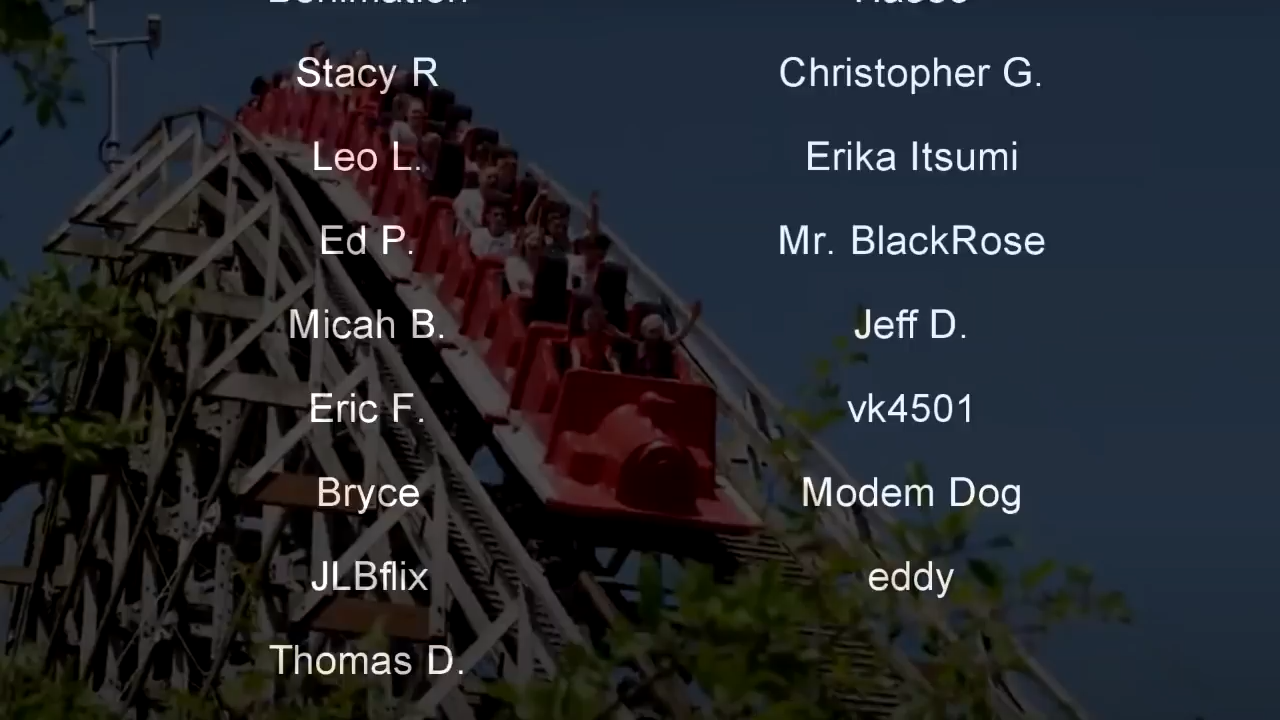 Stacy R
Christopher G.
Leo L.
Erika Itsumi
Ed P.
Mr. BlackRose
Micah B.
Jeff D.
Eric F.
vk4501
Bryce
Modem Dog
JLBflix
eddy
Thomas D.